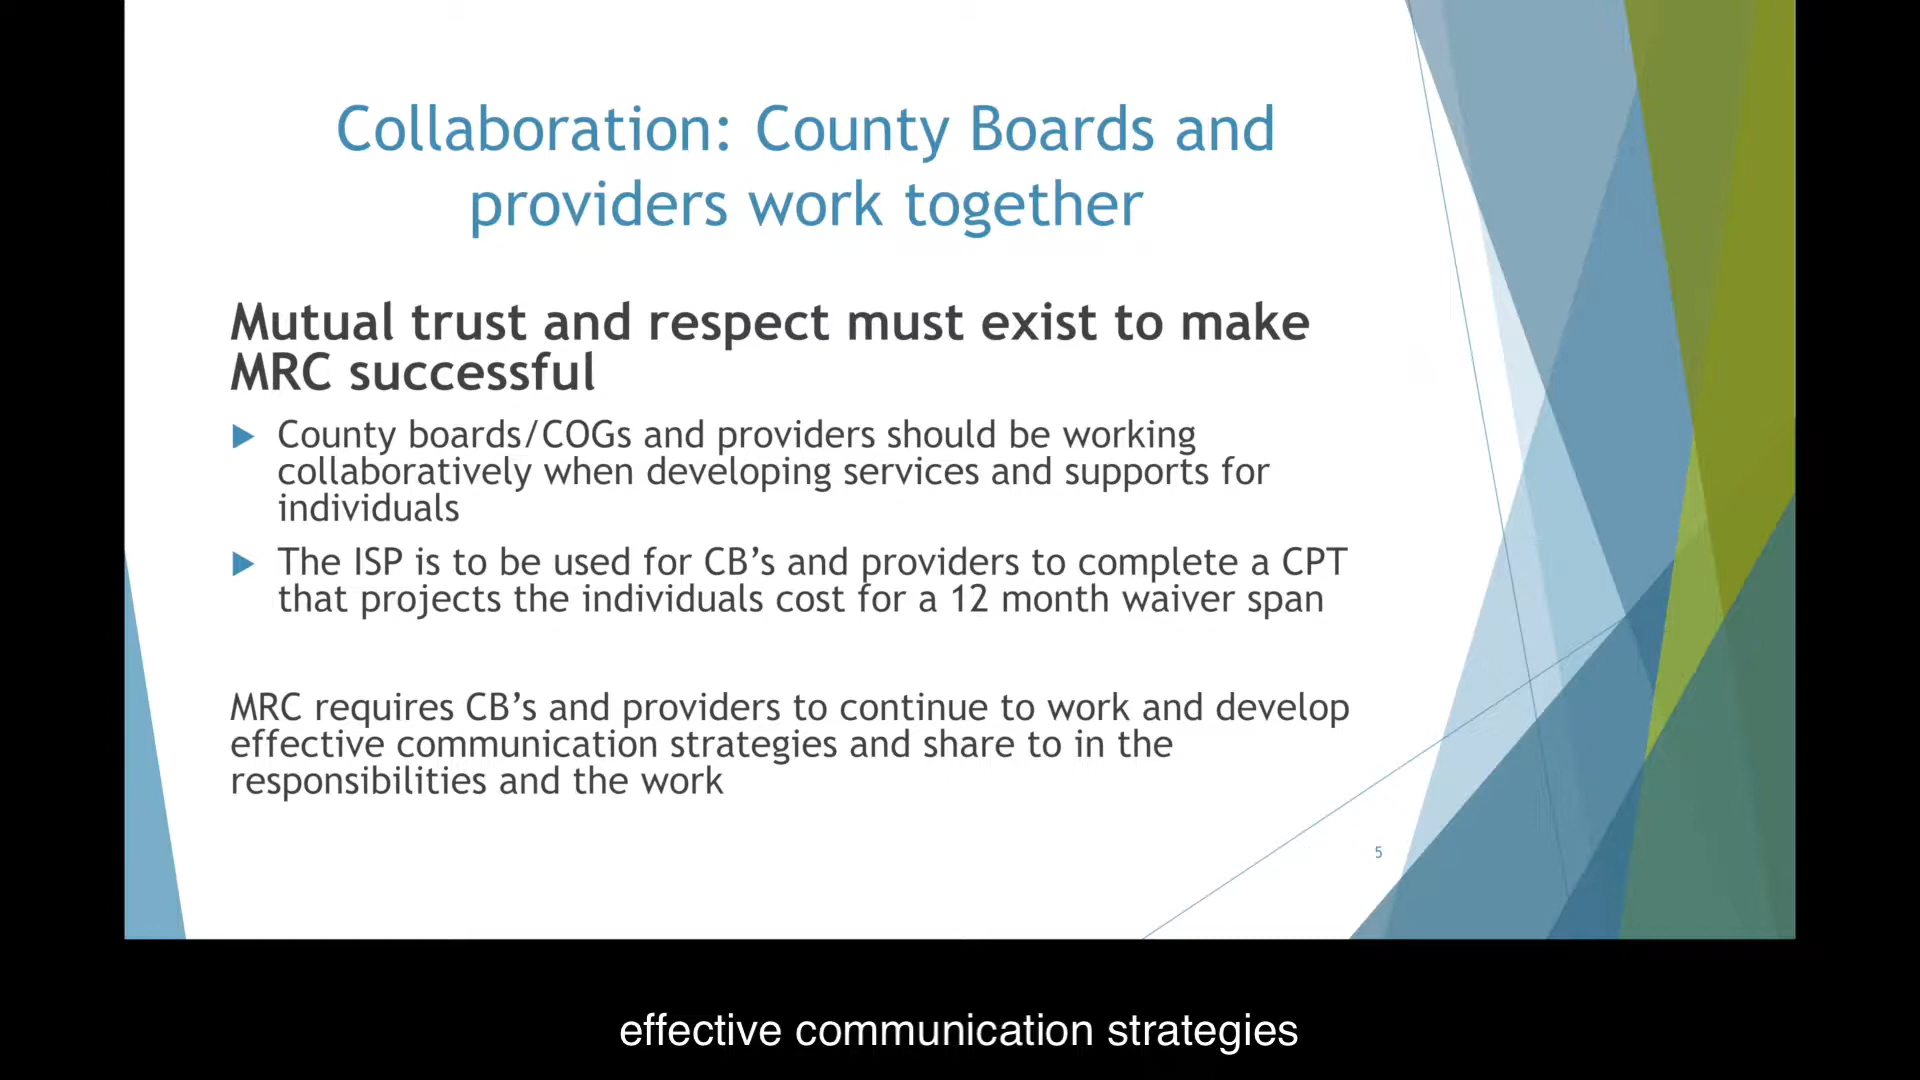 Collaboration: County Boards and
providers work together
Mutual trust and respect must exist to make
MRC successful
County boards/COGs and providers should be working
collaboratively when developing services and supports for
individuals
The ISP is to be used for CB’s and providers to complete a CPT
that projects the individuals cost for a 12 month waiver span
MRC requires CB’s and providers to continue to work and develop
effective communication strategies and share to in the
responsibilities and the work
5
effective communication strategies